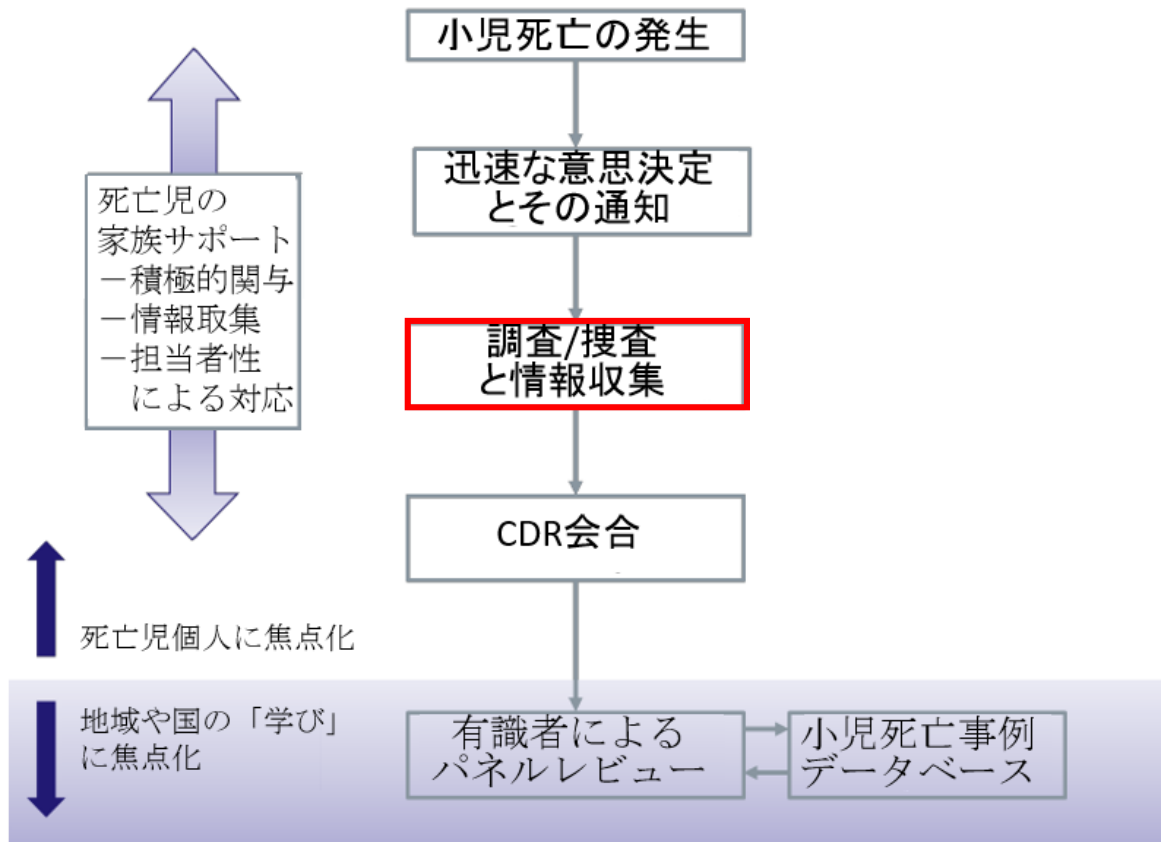 小児死亡の発生
迅速な意思決定
とその通知
死亡児の
家族サポート
－積極的関与
－情報取集
－担当者性
による対応
調査/捜査
と情報収集
CDR会合
死亡児個人に焦点化
地域や国の「学び」
に焦点化
有識者による
パネルレビュー
小児死亡事例
データベース